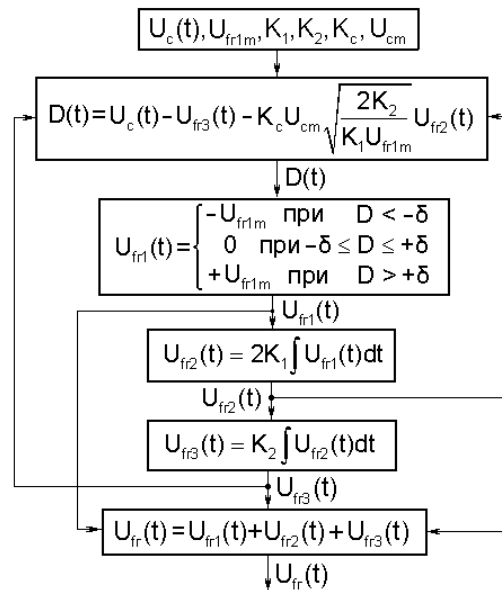 U_c(t), U_fr1m, K_1, K_2, K_c, U_cm
D(t) = U_c(t) − U_fr3(t) − K_c U_cm √(2K_2 / (K_1 U_fr1m)) U_fr2(t)
D(t)
−U_fr1m при D < −δ
U_fr1(t) = { 0 при −δ ≤ D ≤ +δ
+U_fr1m при D > +δ
U_fr1(t)
U_fr2(t) = 2K_1 ∫ U_fr1(t)dt
U_fr2(t)
U_fr3(t) = K_2 ∫ U_fr2(t)dt
U_fr3(t)
U_fr(t) = U_fr1(t) + U_fr2(t) + U_fr3(t)
U_fr(t)